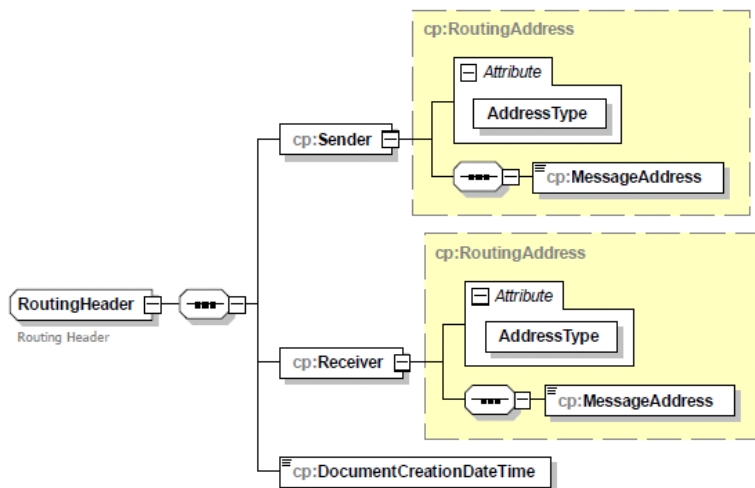 cp:RoutingAddress
Attribute
AddressType
cp:Sender
cp:MessageAddress
cp:RoutingAddress
RoutingHeader
Routing Header
Attribute
AddressType
cp:Receiver
cp:MessageAddress
cp:DocumentCreationDateTime